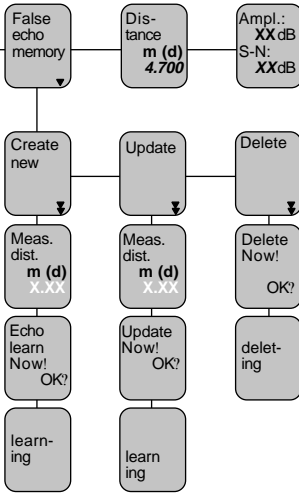 False
echo
memory
Dis-
tance
m (d)
4.700
Ampl.:
XX dB
S-N:
XX dB
Create
new
Update
Delete
Meas.
dist.
m (d)
X.XX
Meas.
dist.
m (d)
X.XX
Delete
Now!
OK?
Echo
learn
Now!
OK?
Update
Now!
OK?
delet-
ing
learn-
ing
learn
ing